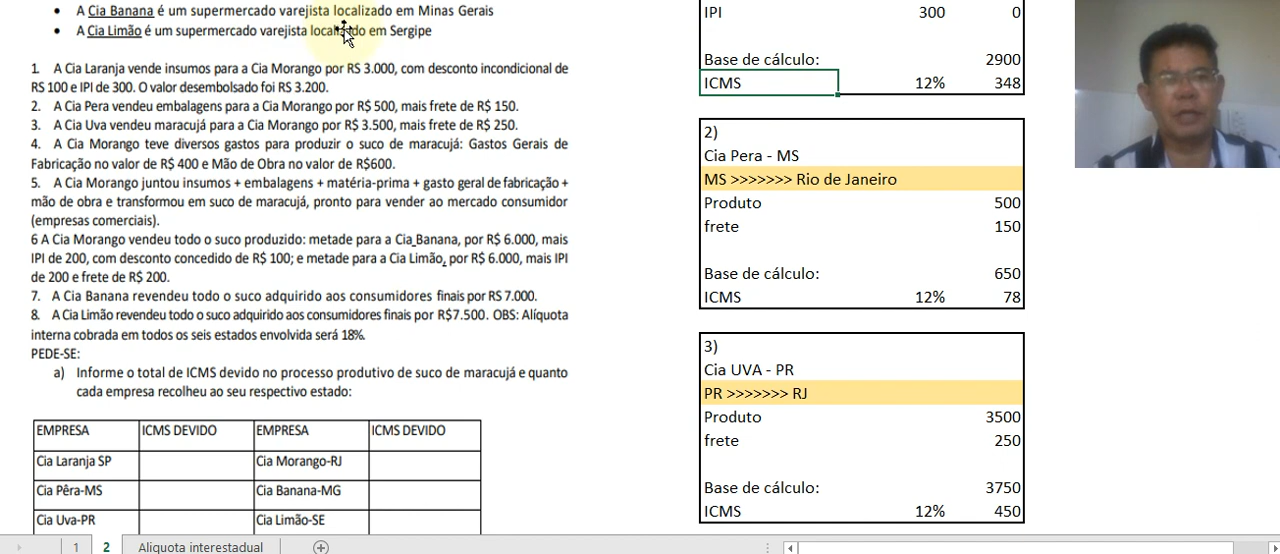 • A Cia Banana é um supermercado varejista localizado em Minas Gerais
• A Cia Limão é um supermercado varejista localizado em Sergipe
1. A Cia Laranja vende insumos para a Cia Morango por RS 3.000, com desconto incondicional de
RS 100 e IPI de 300. O valor desembolsado foi RS 3.200.
2. A Cia Pera vendeu embalagens para a Cia Morango por R$ 500, mais frete de R$ 150.
3. A Cia Uva vendeu maracujá para a Cia Morango por R$ 3.500, mais frete de R$ 250.
4. A Cia Morango teve diversos gastos para produzir o suco de maracujá: Gastos Gerais de
Fabricação no valor de R$ 400 e Mão de Obra no valor de R$600.
5. A Cia Morango juntou insumos + embalagens + matéria-prima + gasto geral de fabricação +
mão de obra e transformou em suco de maracujá, pronto para vender ao mercado consumidor
(empresas comerciais).
6 A Cia Morango vendeu todo o suco produzido: metade para a Cia Banana, por R$ 6.000, mais
IPI de 200, com desconto concedido de R$ 100; e metade para a Cia Limão, por R$ 6.000, mais IPI
de 200 e frete de R$ 200.
7. A Cia Banana revendeu todo o suco adquirido aos consumidores finais por RS 7.000.
8. A Cia Limão revendeu todo o suco adquirido aos consumidores finais por R$7.500. OBS: Alíquota
interna cobrada em todos os seis estados envolvida será 18%.
PEDE-SE:
a) Informe o total de ICMS devido no processo produtivo de suco de maracujá e quanto
cada empresa recolheu ao seu respectivo estado:
EMPRESA ICMS DEVIDO EMPRESA ICMS DEVIDO
Cia Laranja SP Cia Morango-RJ
Cia Pêra-MS Cia Banana-MG
Cia Uva-PR Cia Limão-SE
IPI 300 0
Base de cálculo: 2900
ICMS 12% 348
2)
Cia Pera - MS
MS >>>>>>> Rio de Janeiro
Produto 500
frete 150
Base de cálculo: 650
ICMS 12% 78
3)
Cia UVA - PR
PR >>>>>>> RJ
Produto 3500
frete 250
Base de cálculo: 3750
ICMS 12% 450
1 2 Aliquota interestadual